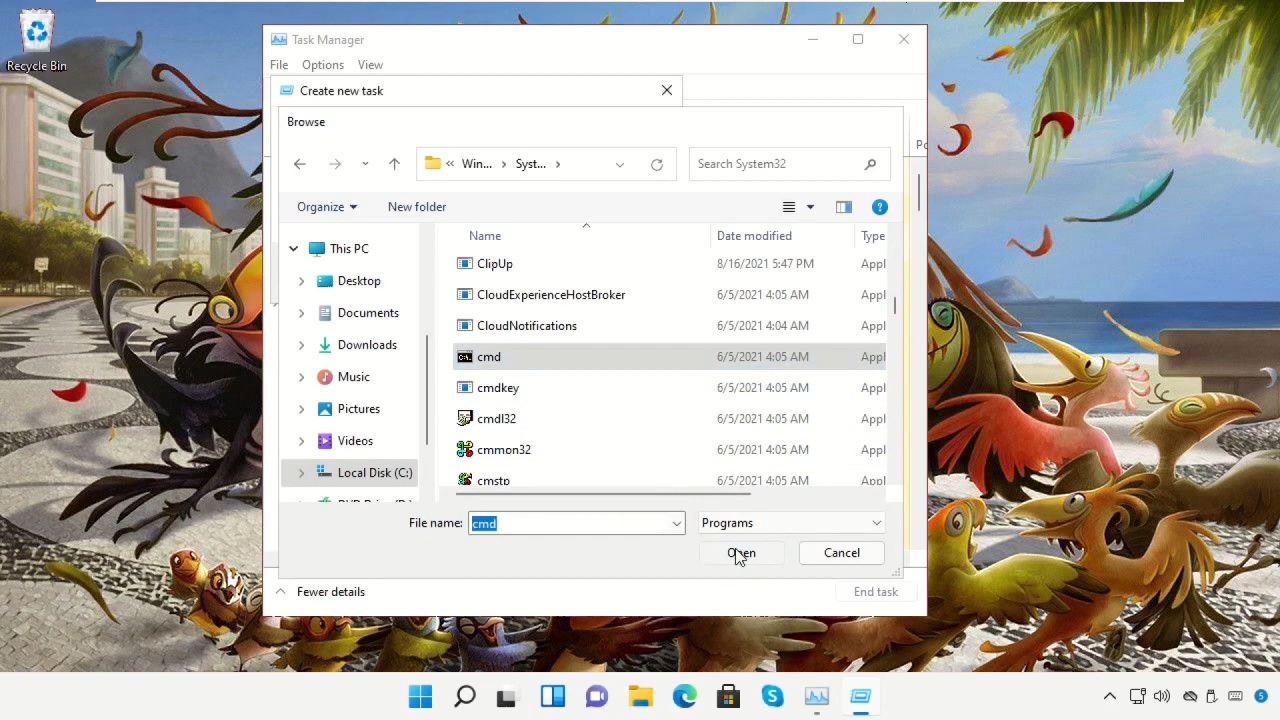 Recycle Bin
Task Manager
File Options View
Create new task
Browse
« Win... › Syst... ›
Search System32
Organize New folder
Name Date modified Type
This PC
Desktop
Documents
Downloads
Music
Pictures
Videos
Local Disk (C:)
ClipUp 8/16/2021 5:47 PM Appl
CloudExperienceHostBroker 6/5/2021 4:05 AM Appl
CloudNotifications 6/5/2021 4:04 AM Appl
cmd 6/5/2021 4:05 AM Appl
cmdkey 6/5/2021 4:05 AM Appl
cmdl32 6/5/2021 4:05 AM Appl
cmmon32 6/5/2021 4:05 AM Appl
cmstp 6/5/2021 4:05 AM Appl
File name: cmd Programs
Open Cancel
Fewer details End task
5